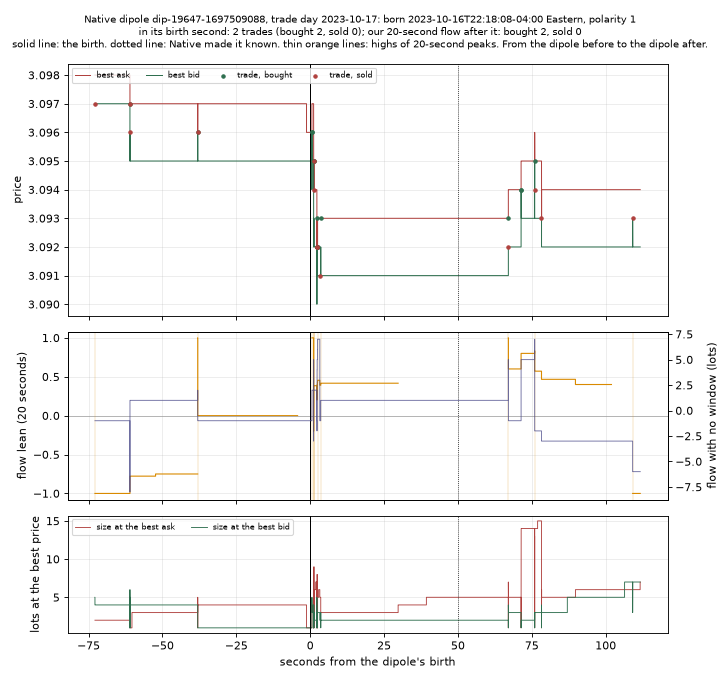 Native dipole dip-19647-1697509088, trade day 2023-10-17: born 2023-10-16T22:18:08-04:00 Eastern, polarity 1
in its birth second: 2 trades (bought 2, sold 0); our 20-second flow after it: bought 2, sold 0
solid line: the birth. dotted line: Native made it known. thin orange lines: highs of 20-second peaks. From the dipole before to the dipole after.
best ask
best bid
trade, bought
trade, sold
3.098
3.097
3.096
3.095
3.094
3.093
3.092
3.091
3.090
price
1.0
0.5
0.0
−0.5
−1.0
flow lean (20 seconds)
7.5
5.0
2.5
0.0
−2.5
−5.0
−7.5
flow with no window (lots)
size at the best ask
size at the best bid
15
10
5
lots at the best price
−75
−50
−25
0
25
50
75
100
seconds from the dipole's birth